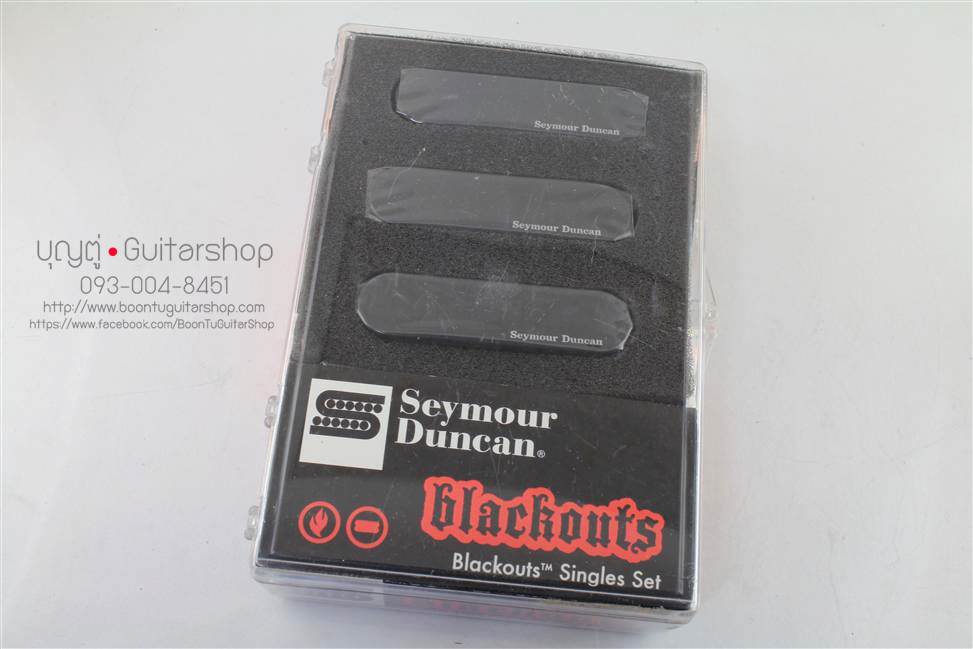 บุญตู่ • Guitarshop
093-004-8451
http://www.boontuguitarshop.com
https://www.facebook.com/BoonTuGuitarShop
Seymour Duncan
Seymour Duncan
Seymour Duncan
Seymour
Duncan®
blackouts
Blackouts™ Singles Set